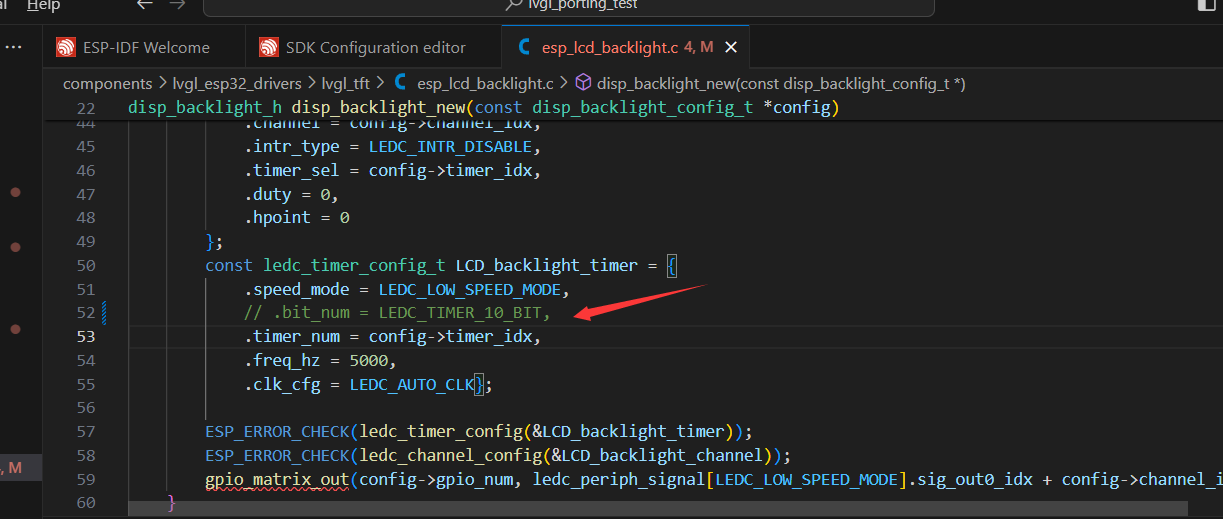 Help
lvgl_porting_test
ESP-IDF Welcome
SDK Configuration editor
esp_lcd_backlight.c 4, M
components > lvgl_esp32_drivers > lvgl_tft > esp_lcd_backlight.c > disp_backlight_new(const disp_backlight_config_t *)
22 disp_backlight_h disp_backlight_new(const disp_backlight_config_t *config)
44 .channel = config->channel_idx,
45 .intr_type = LEDC_INTR_DISABLE,
46 .timer_sel = config->timer_idx,
47 .duty = 0,
48 .hpoint = 0
49 };
50 const ledc_timer_config_t LCD_backlight_timer = {
51 .speed_mode = LEDC_LOW_SPEED_MODE,
52 // .bit_num = LEDC_TIMER_10_BIT,
53 .timer_num = config->timer_idx,
54 .freq_hz = 5000,
55 .clk_cfg = LEDC_AUTO_CLK};
56
57 ESP_ERROR_CHECK(ledc_timer_config(&LCD_backlight_timer));
58 ESP_ERROR_CHECK(ledc_channel_config(&LCD_backlight_channel));
59 gpio_matrix_out(config->gpio_num, ledc_periph_signal[LEDC_LOW_SPEED_MODE].sig_out0_idx + config->channel_i
60 }
, M